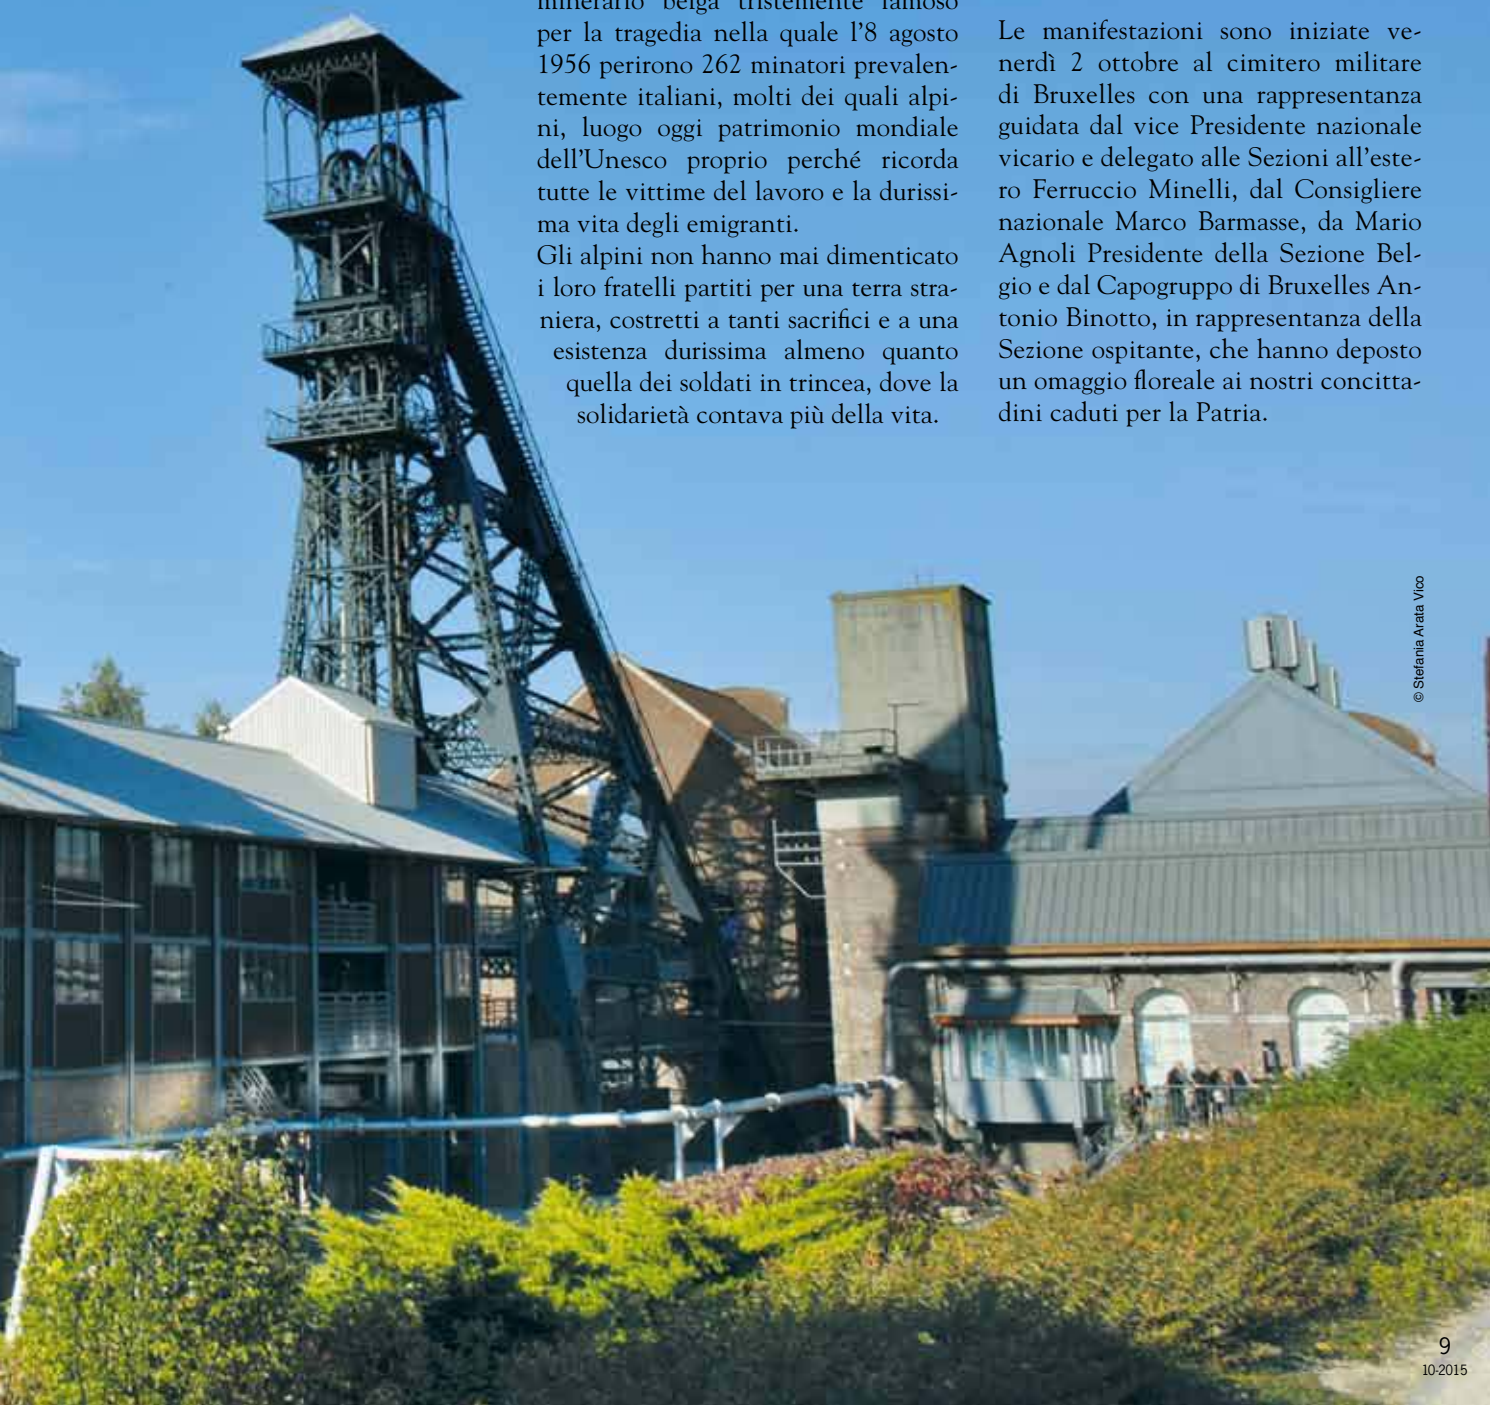 minerario belga tristemente famoso
per la tragedia nella quale l’8 agosto
1956 perirono 262 minatori prevalen-
temente italiani, molti dei quali alpi-
ni, luogo oggi patrimonio mondiale
dell’Unesco proprio perché ricorda
tutte le vittime del lavoro e la durissi-
ma vita degli emigranti.
Gli alpini non hanno mai dimenticato
i loro fratelli partiti per una terra stra-
niera, costretti a tanti sacrifici e a una
esistenza durissima almeno quanto
quella dei soldati in trincea, dove la
solidarietà contava più della vita.
Le manifestazioni sono iniziate ve-
nerdì 2 ottobre al cimitero militare
di Bruxelles con una rappresentanza
guidata dal vice Presidente nazionale
vicario e delegato alle Sezioni all’este-
ro Ferruccio Minelli, dal Consigliere
nazionale Marco Barmasse, da Mario
Agnoli Presidente della Sezione Bel-
gio e dal Capogruppo di Bruxelles An-
tonio Binotto, in rappresentanza della
Sezione ospitante, che hanno deposto
un omaggio floreale ai nostri concitta-
dini caduti per la Patria.
© Stefania Arata Vico
9
10-2015